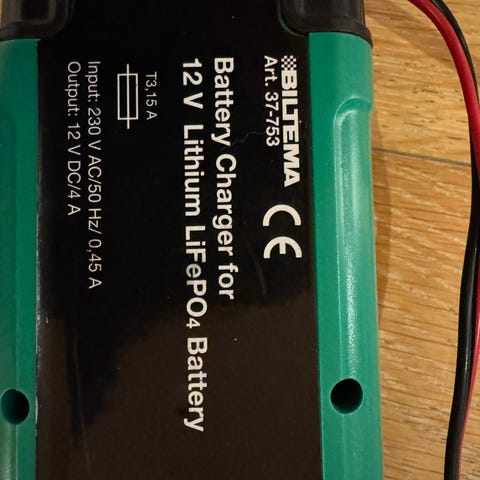 BILTEMA
Art. 37-753
CE
Battery Charger for
12 V Lithium LiFePO4 Battery
T3,15 A
Input: 230 V AC/50 Hz/ 0,45 A
Output: 12 V DC/4 A